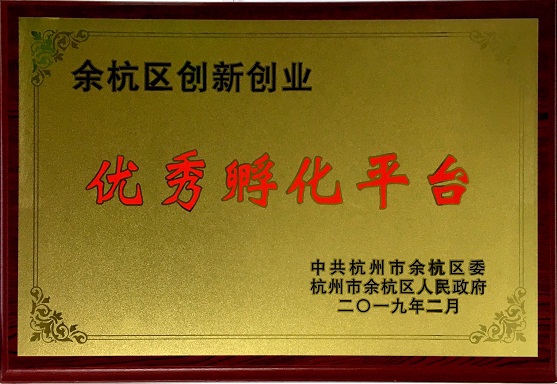 余杭区创新创业
优秀孵化平台
中共杭州市余杭区委
杭州市余杭区人民政府
二〇一九年二月